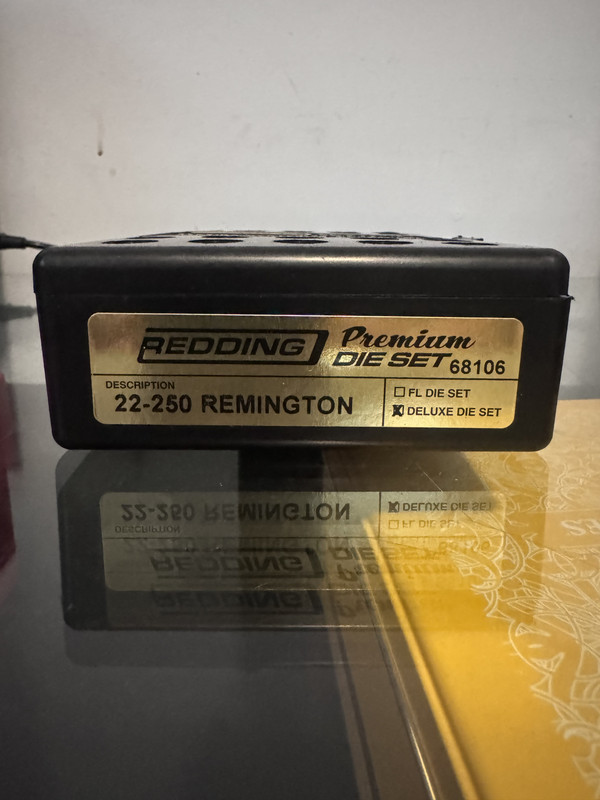 REDDING Premium
DIE SET 68106
DESCRIPTION
22-250 REMINGTON
FL DIE SET
DELUXE DIE SET